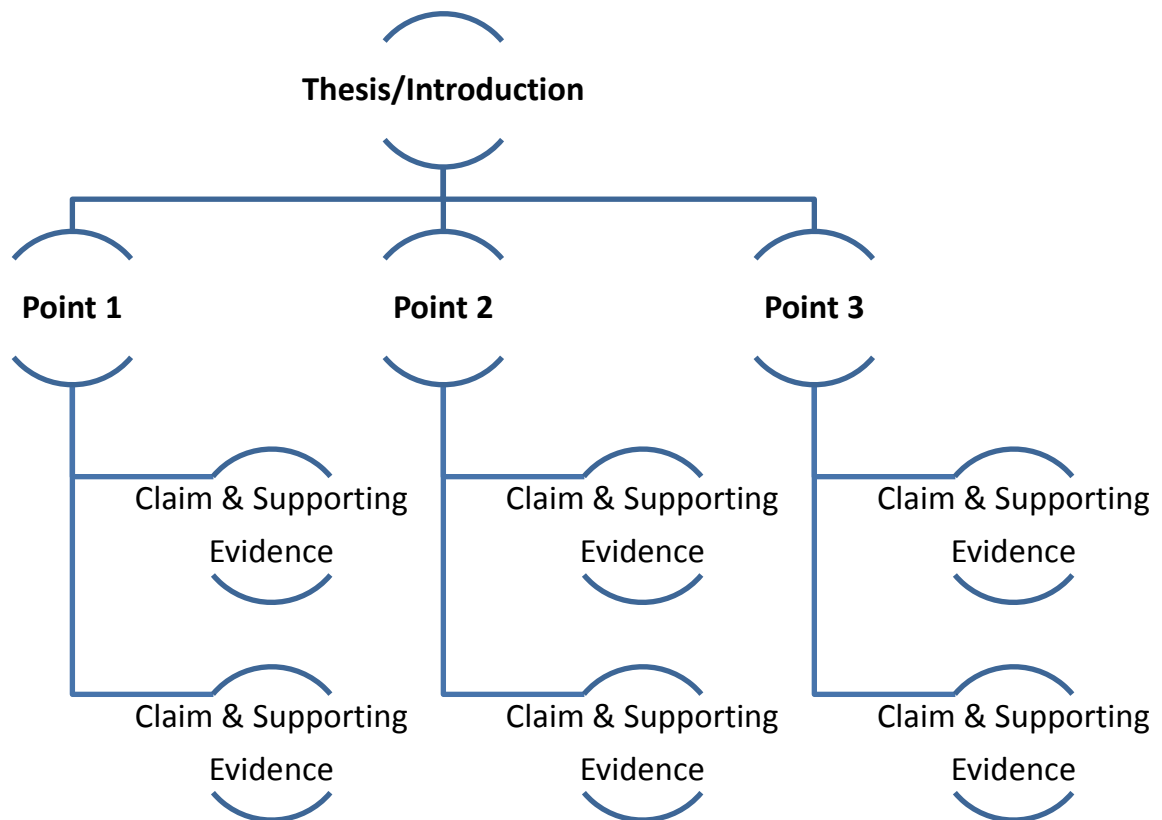 Thesis/Introduction
Point 1
Point 2
Point 3
Claim & Supporting
Evidence
Claim & Supporting
Evidence
Claim & Supporting
Evidence
Claim & Supporting
Evidence
Claim & Supporting
Evidence
Claim & Supporting
Evidence